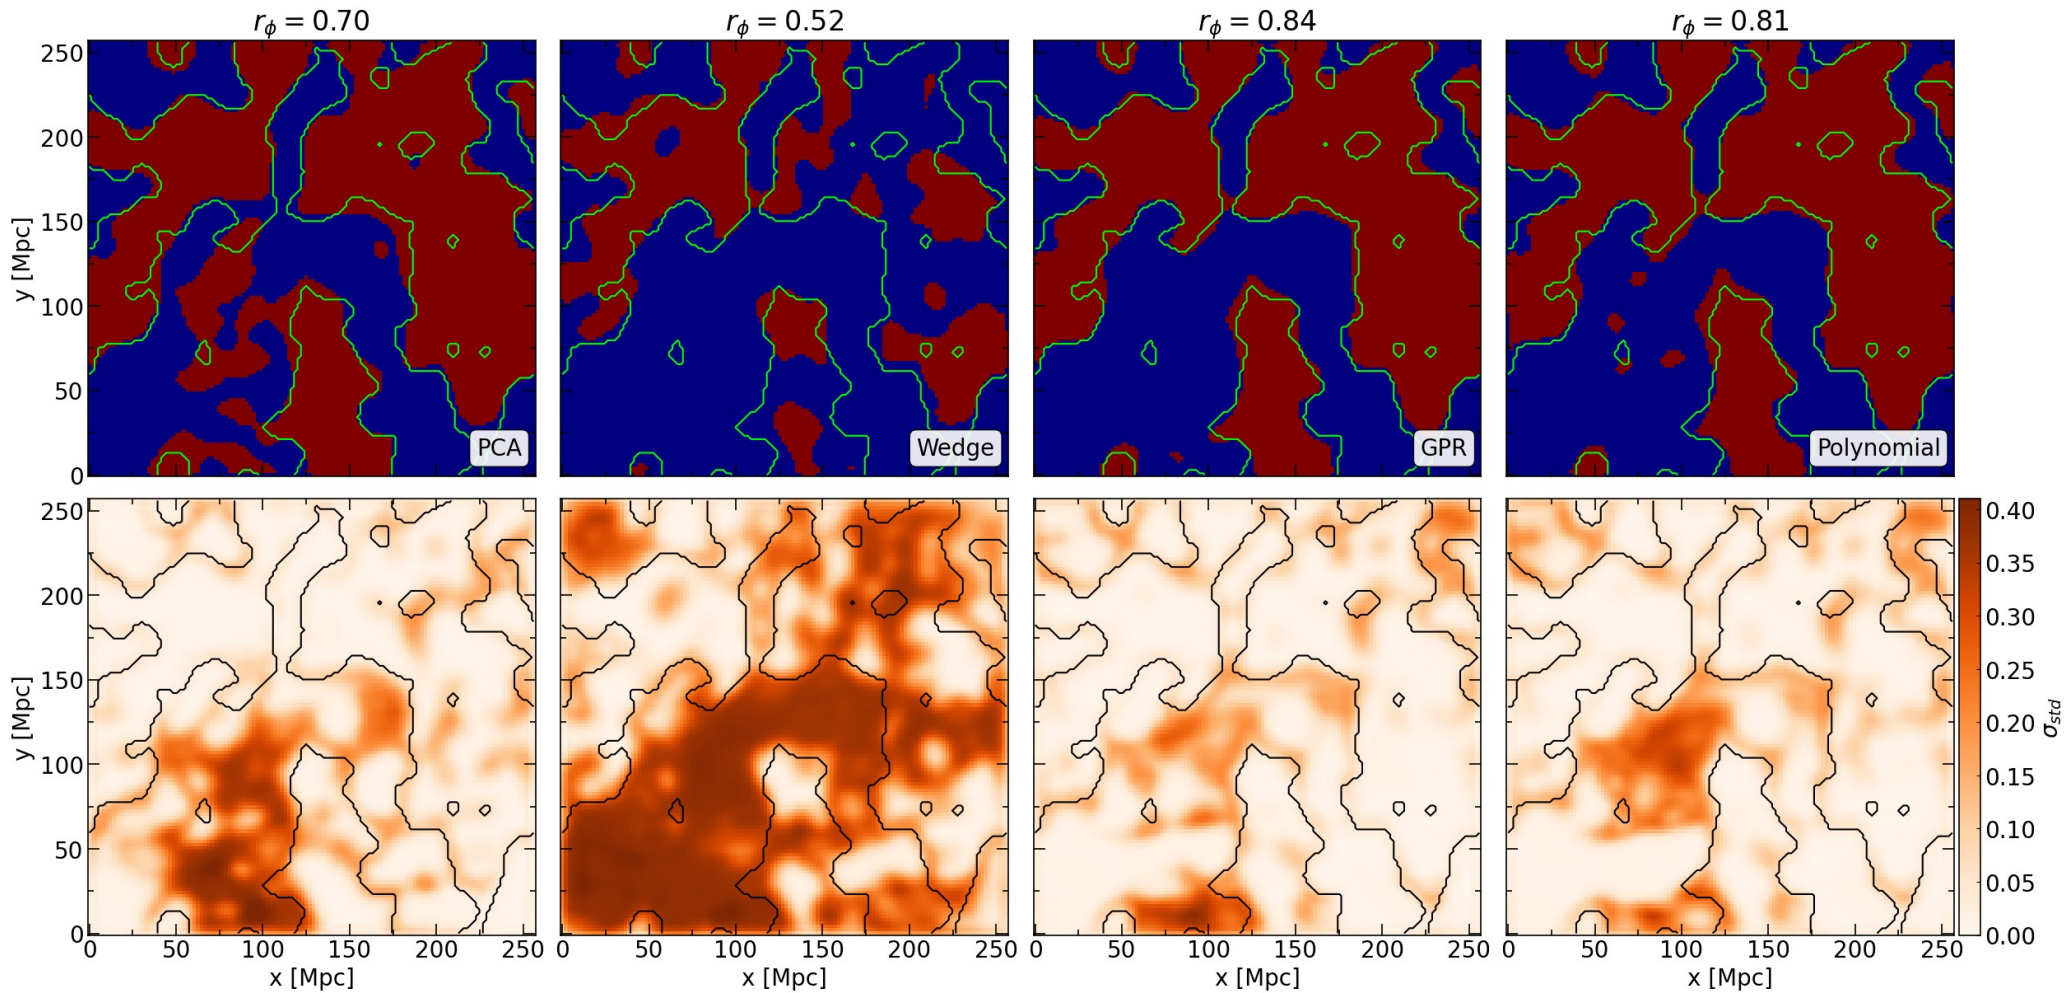 r_ϕ = 0.70
r_ϕ = 0.52
r_ϕ = 0.84
r_ϕ = 0.81
250
200
150
100
50
0
y [Mpc]
PCA
Wedge
GPR
Polynomial
250
200
150
100
50
0
y [Mpc]
0 50 100 150 200 250
x [Mpc]
0 50 100 150 200 250
x [Mpc]
0 50 100 150 200 250
x [Mpc]
0 50 100 150 200 250
x [Mpc]
0.40
0.35
0.30
0.25
0.20
0.15
0.10
0.05
0.00
σ_std